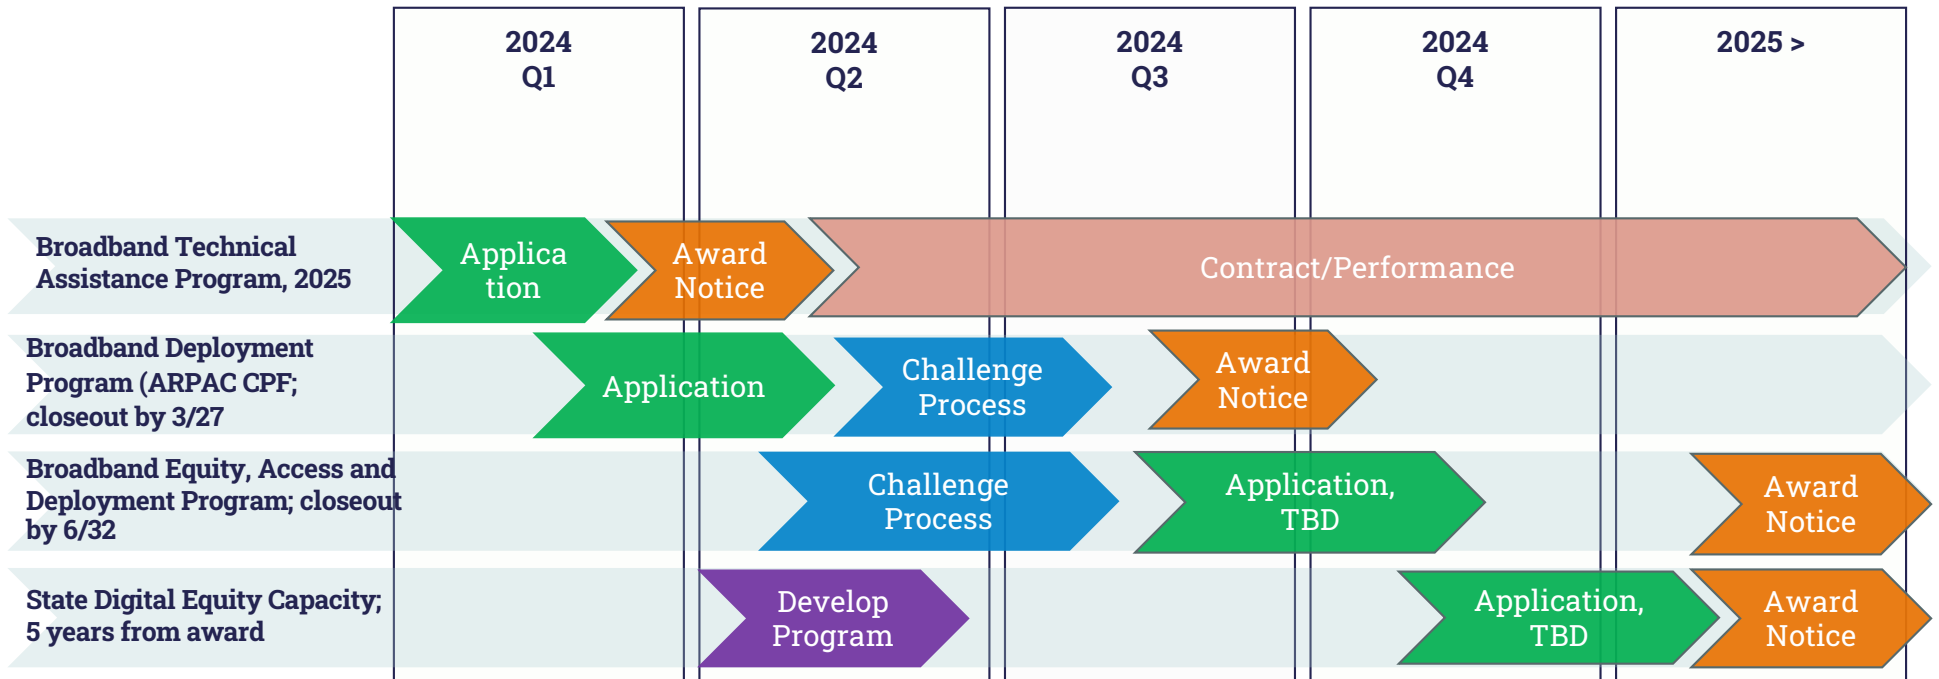 2024
Q1
2024
Q2
2024
Q3
2024
Q4
2025 >
Broadband Technical
Assistance Program, 2025
Applica
tion
Award
Notice
Contract/Performance
Broadband Deployment
Program (ARPAC CPF;
closeout by 3/27
Application
Challenge
Process
Award
Notice
Broadband Equity, Access and
Deployment Program; closeout
by 6/32
Challenge
Process
Application,
TBD
Award
Notice
State Digital Equity Capacity;
5 years from award
Develop
Program
Application,
TBD
Award
Notice